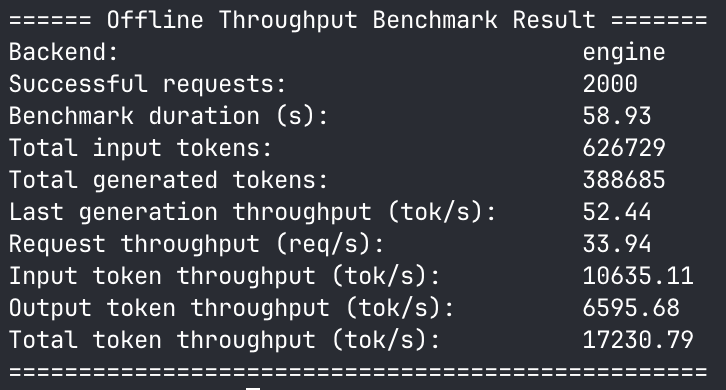 ====== Offline Throughput Benchmark Result =======
Backend:                                 engine
Successful requests:                     2000
Benchmark duration (s):                  58.93
Total input tokens:                      626729
Total generated tokens:                  388685
Last generation throughput (tok/s):      52.44
Request throughput (req/s):              33.94
Input token throughput (tok/s):          10635.11
Output token throughput (tok/s):         6595.68
Total token throughput (tok/s):          17230.79
==================================================